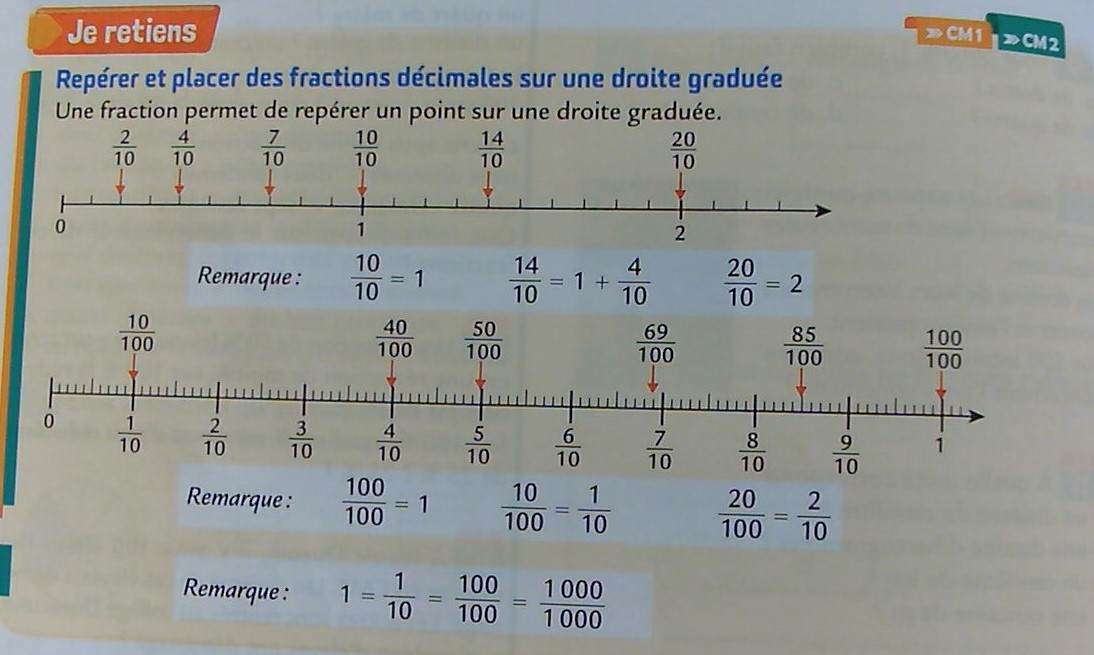 Je retiens
» CM1 » CM2
Repérer et placer des fractions décimales sur une droite graduée
Une fraction permet de repérer un point sur une droite graduée.
2/10 4/10 7/10 10/10 14/10 20/10
0 1 2
Remarque : 10/10 = 1 14/10 = 1 + 4/10 20/10 = 2
10/100 40/100 50/100 69/100 85/100 100/100
0 1/10 2/10 3/10 4/10 5/10 6/10 7/10 8/10 9/10 1
Remarque : 100/100 = 1 10/100 = 1/10 20/100 = 2/10
Remarque : 1 = 1/10 = 100/100 = 1 000/1 000